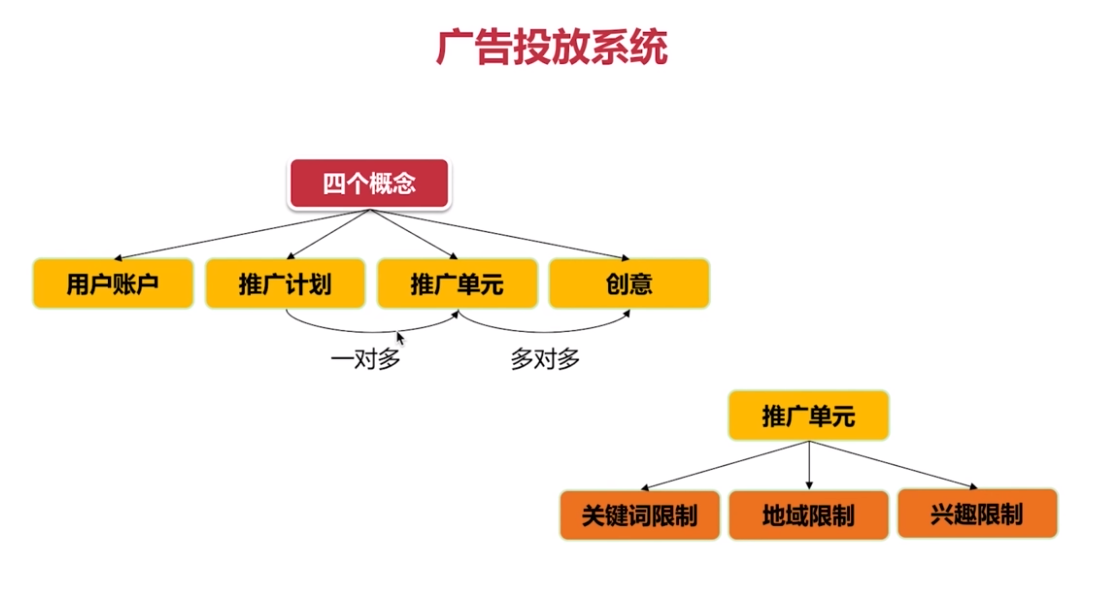 广告投放系统
四个概念
用户账户
推广计划
推广单元
创意
一对多
多对多
推广单元
关键词限制
地域限制
兴趣限制